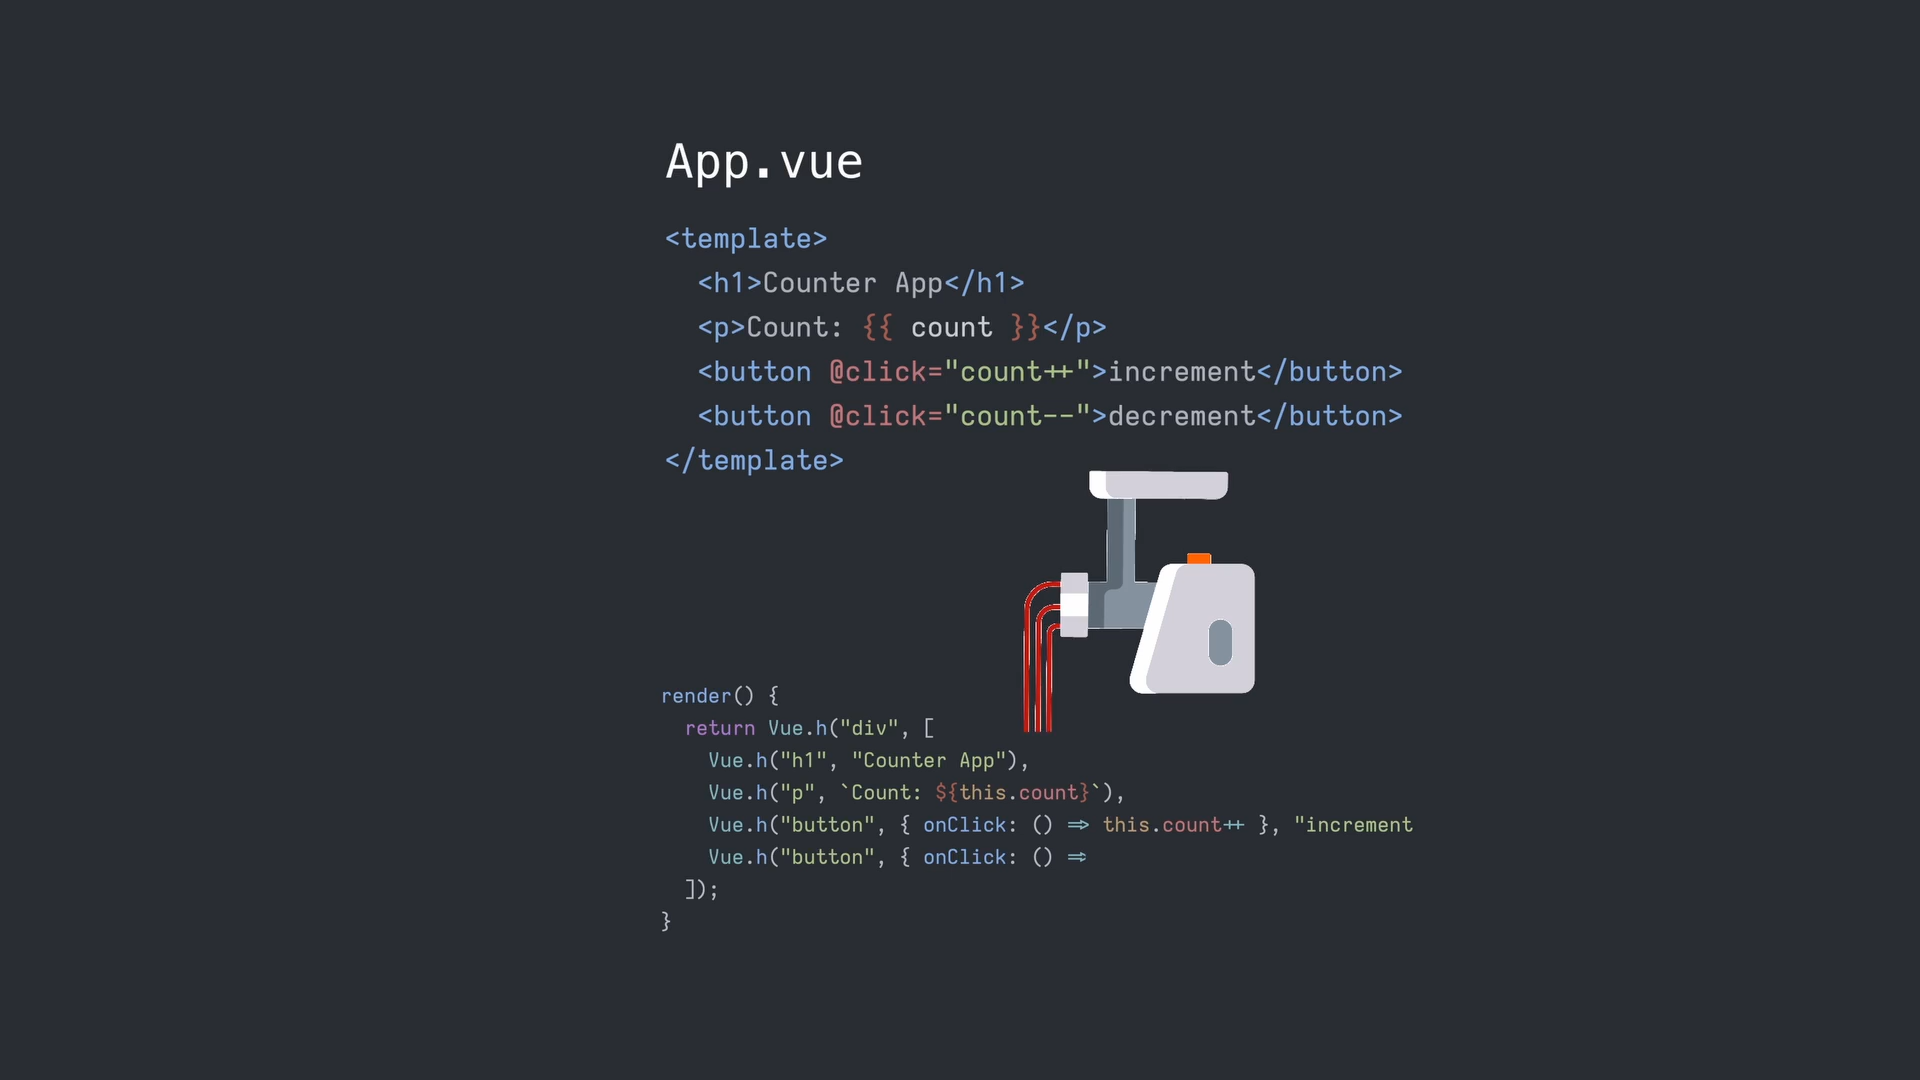 App.vue
<template>
  <h1>Counter App</h1>
  <p>Count: {{ count }}</p>
  <button @click="count++">increment</button>
  <button @click="count--">decrement</button>
</template>
render() {
  return Vue.h("div", [
    Vue.h("h1", "Counter App"),
    Vue.h("p", `Count: ${this.count}`),
    Vue.h("button", { onClick: () => this.count++ }, "increment
    Vue.h("button", { onClick: () =>
  ]);
}